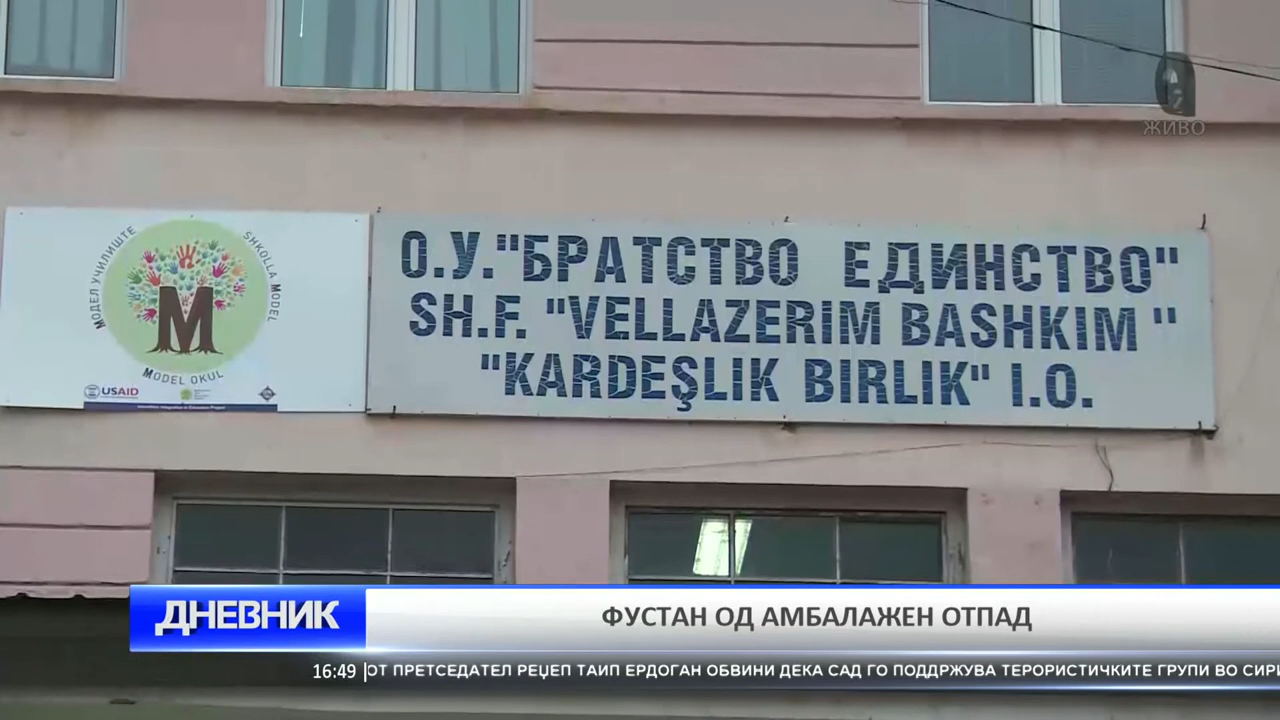 ЖИВО
МОДЕЛ УЧИЛИШТЕ
SHKOLLA MODEL
M
MODEL OKUL
USAID
О.У."БРАТСТВО ЕДИНСТВО"
SH.F. "VELLAZERIM BASHKIM "
"KARDEŞLIK BIRLIK" I.O.
ДНЕВНИК
ФУСТАН ОД АМБАЛАЖЕН ОТПАД
16:49
ОТ ПРЕТСЕДАТЕЛ РЕЏЕП ТАИП ЕРДОГАН ОБВИНИ ДЕКА САД ГО ПОДДРЖУВА ТЕРОРИСТИЧКИТЕ ГРУПИ ВО СИРИ